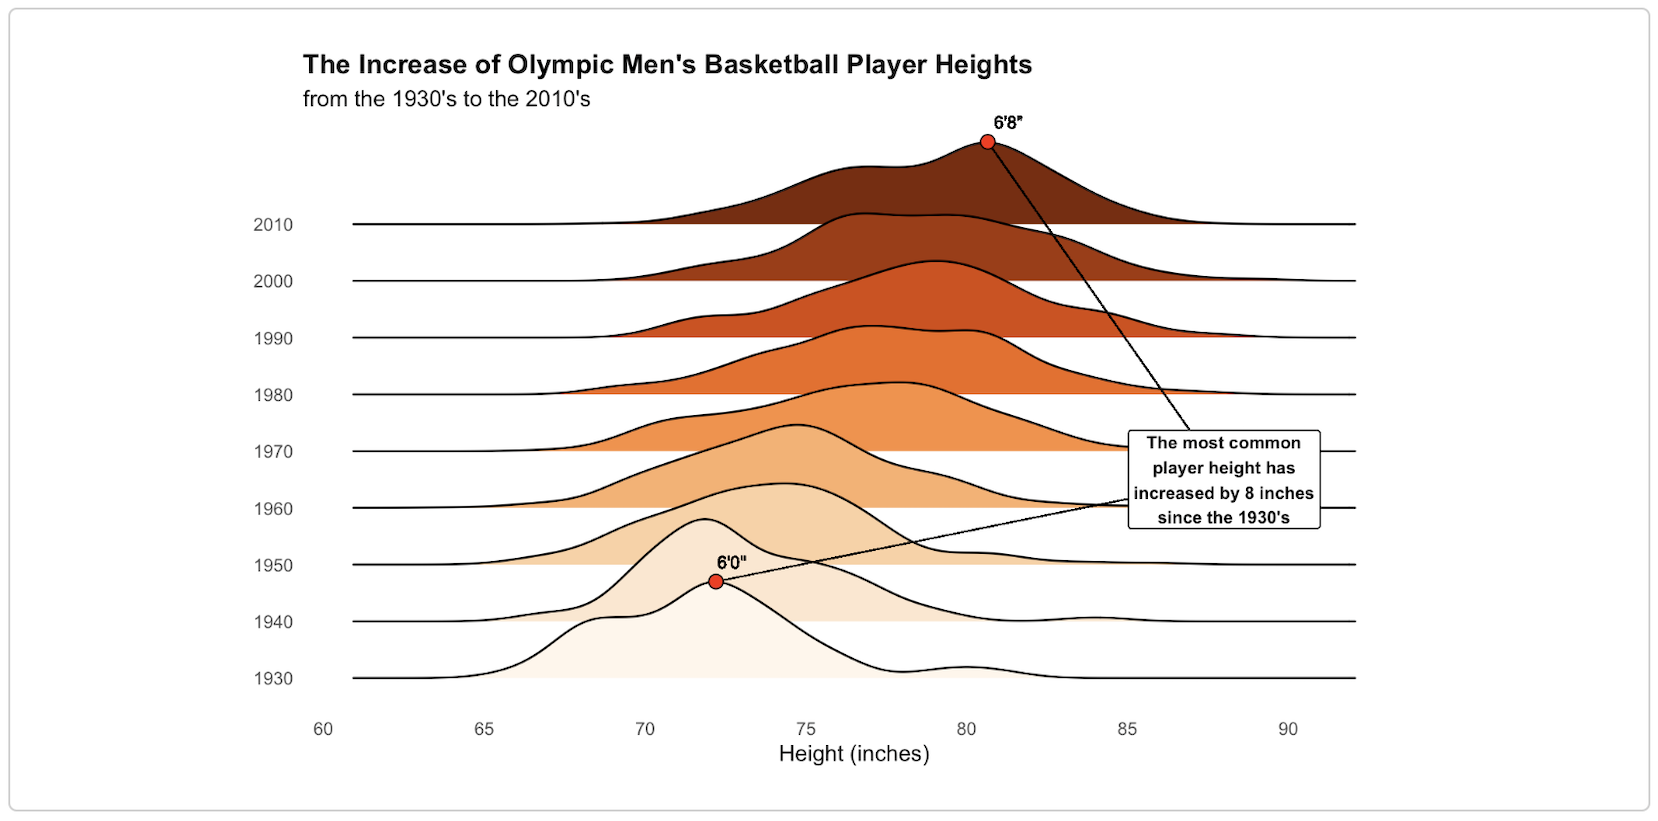 The Increase of Olympic Men's Basketball Player Heights
from the 1930's to the 2010's
6'8"
2010
2000
1990
1980
1970
The most common
player height has
increased by 8 inches
since the 1930's
1960
1950
6'0"
1940
1930
60 65 70 75 80 85 90
Height (inches)